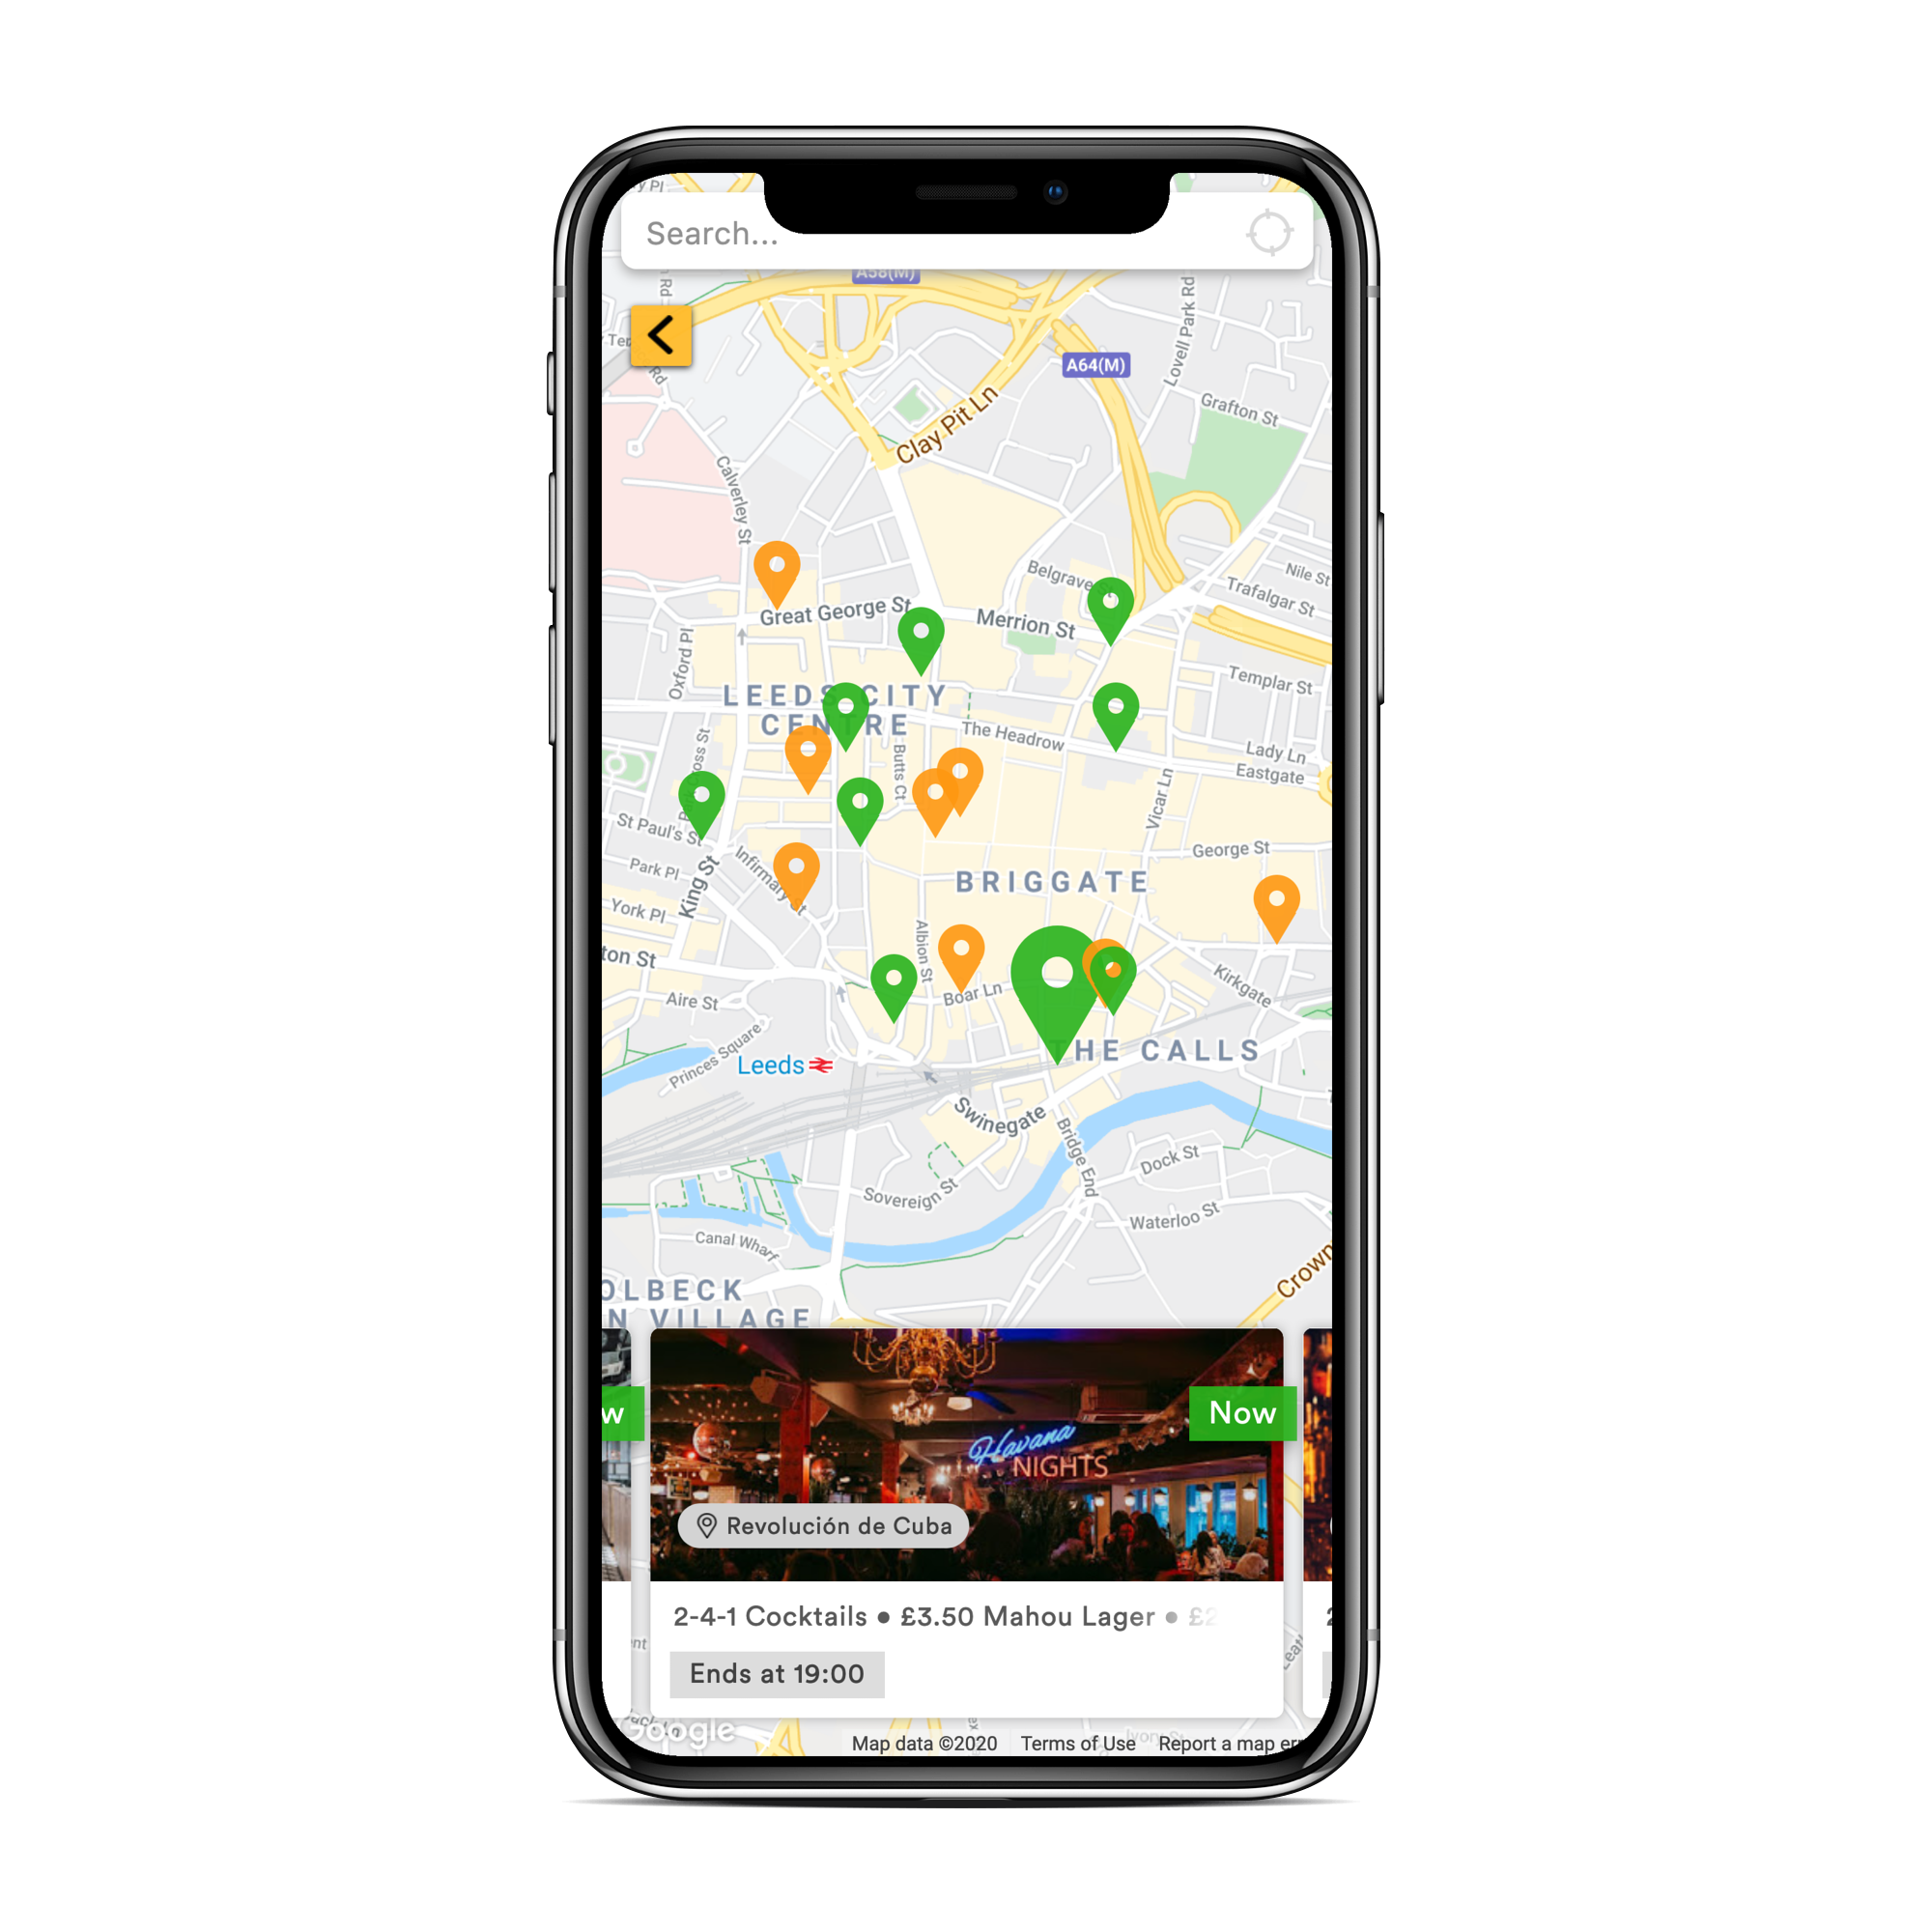 Search...
A58(M)
A64(M)
Lovell Park Rd
Grafton St
Clay Pit Ln
Calverley St
Nile St
Belgrave
Trafalgar St
Great George St
Merrion St
Oxford Pl
Templar St
LEEDS CITY
CENTRE
The Headrow
Butts Ct
Lady Ln
Eastgate
Vicar Ln
St Paul's St
George St
Park Pl
King St
Infirmary St
BRIGGATE
York Pl
Albion St
ton St
Kirkgate
Boar Ln
Aire St
Princes Square
THE CALLS
Leeds
Swinegate
Bridge End
Dock St
Sovereign St
Waterloo St
Canal Wharf
Crown
OLBECK
N VILLAGE
Now
w
Havana
NIGHTS
Revolución de Cuba
2-4-1 Cocktails • £3.50 Mahou Lager • £2
Ends at 19:00
Google
Map data ©2020 Terms of Use Report a map err